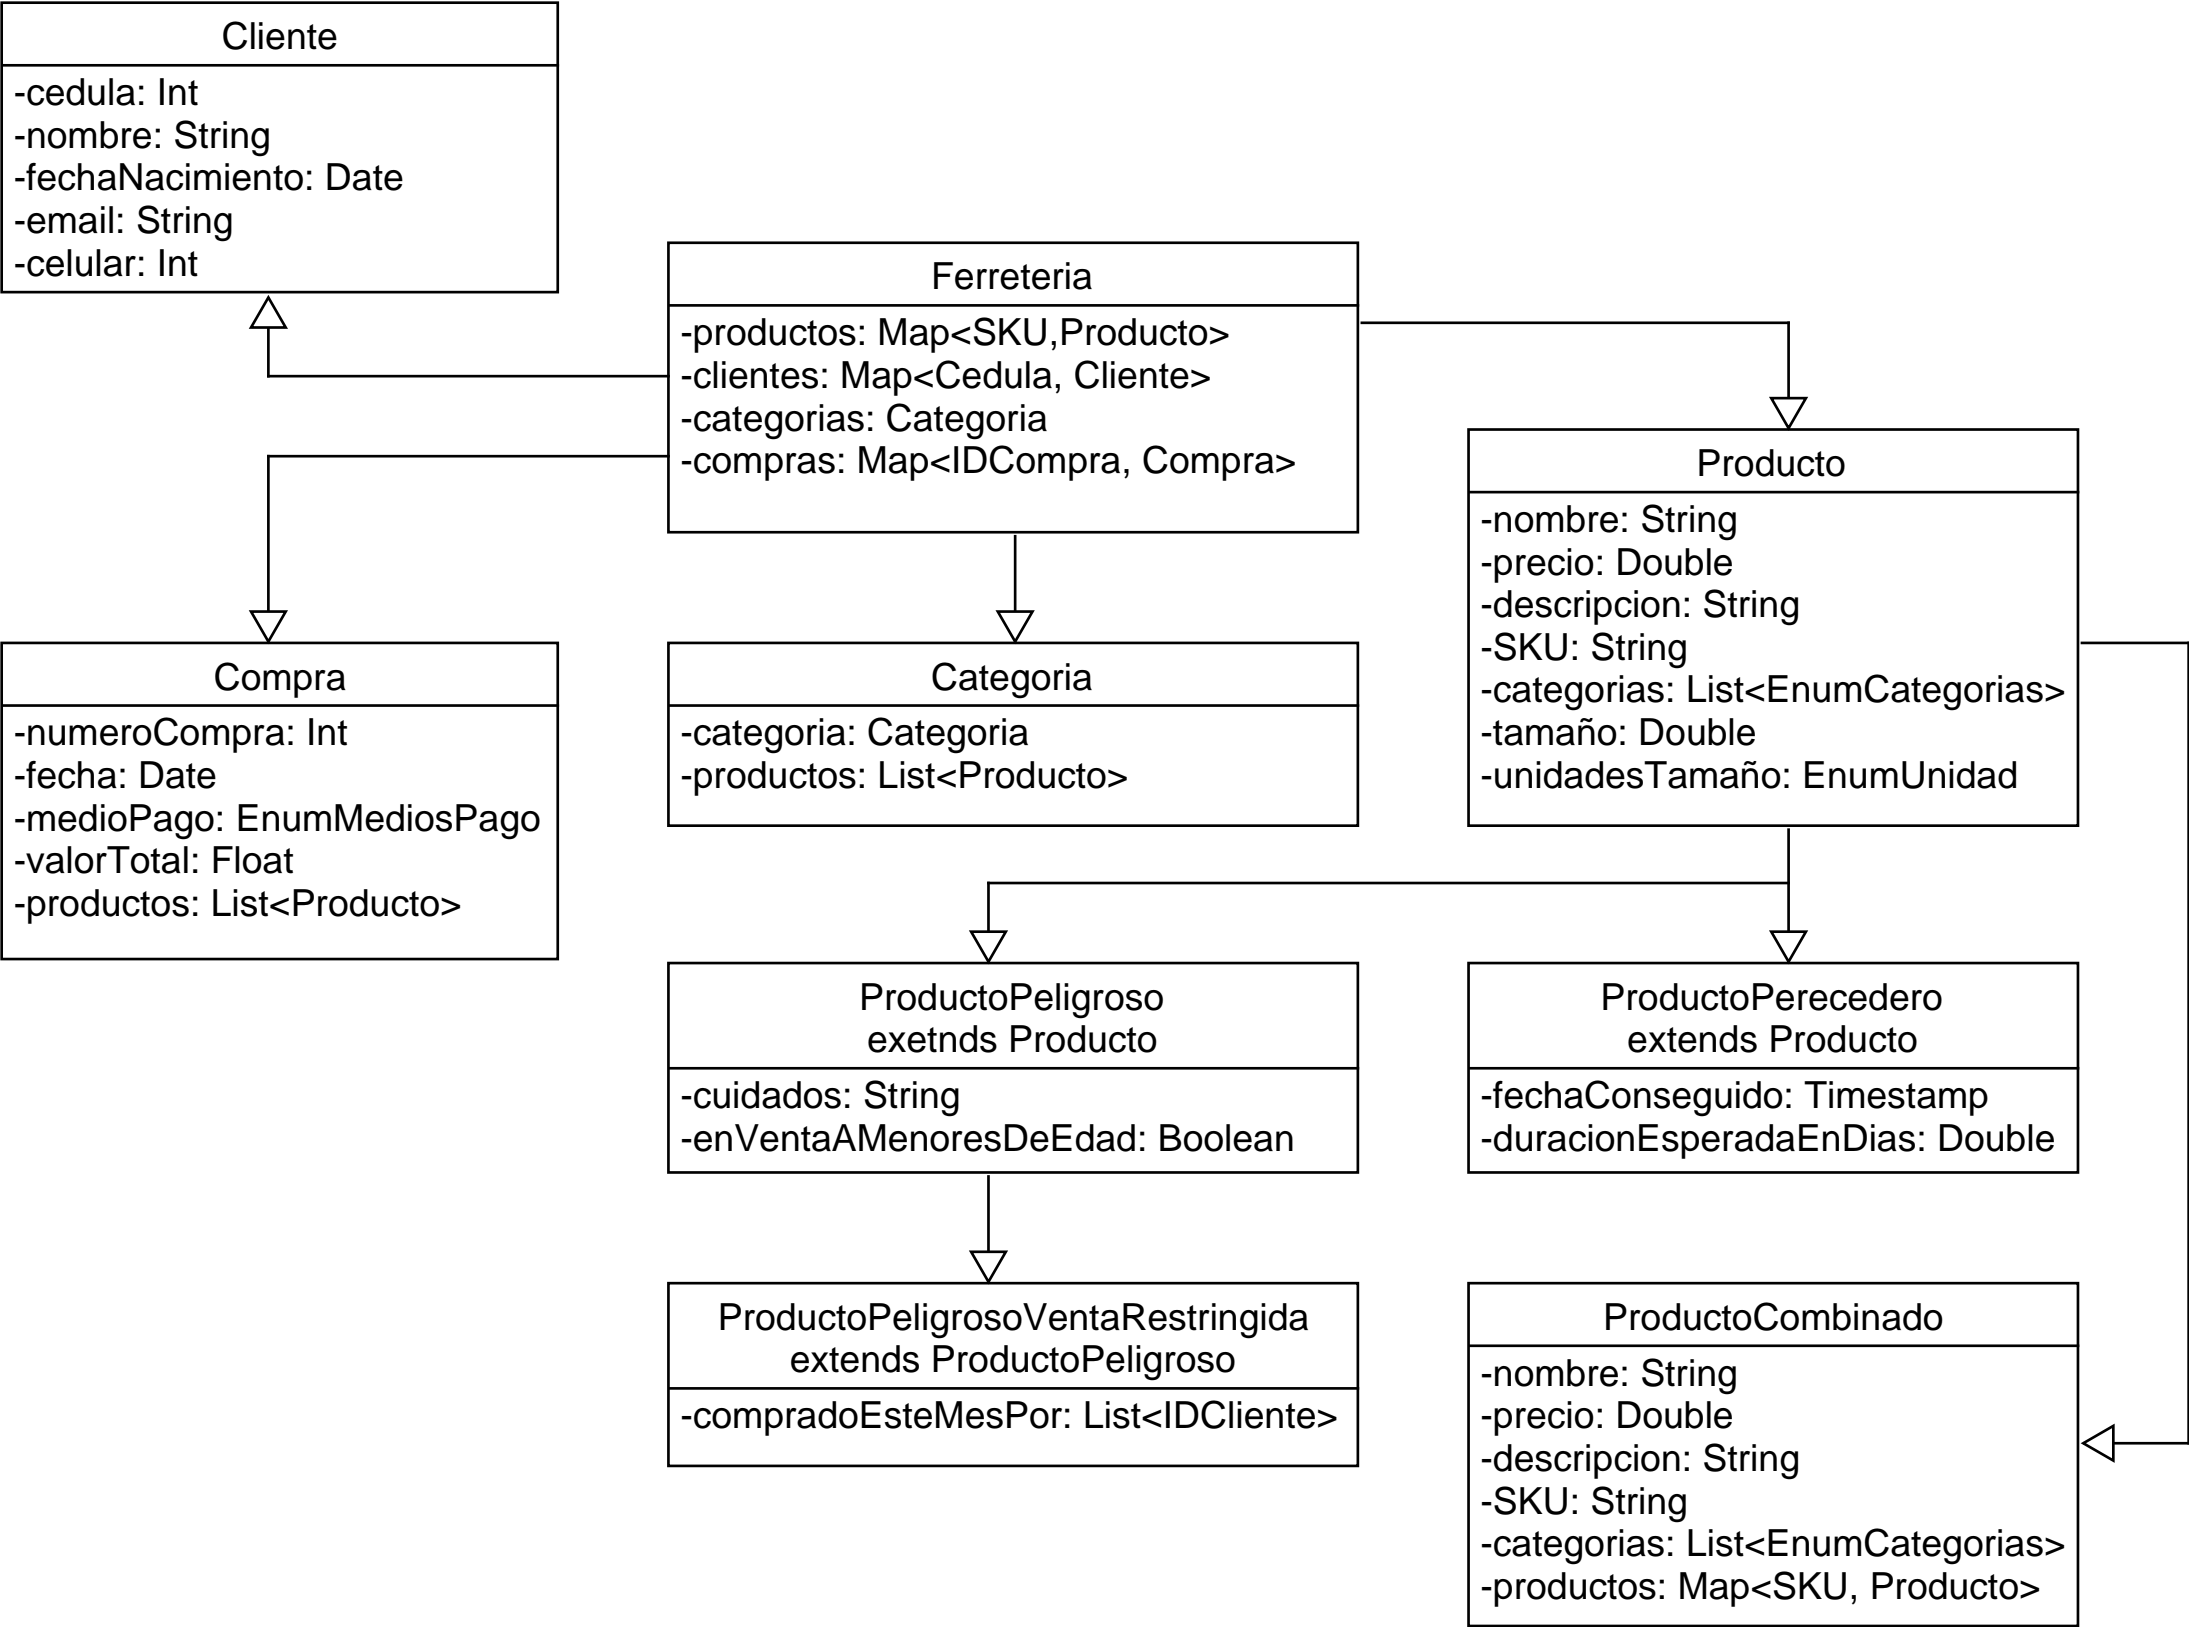 Cliente
-cedula: Int
-nombre: String
-fechaNacimiento: Date
-email: String
-celular: Int
Ferreteria
-productos: Map<SKU,Producto>
-clientes: Map<Cedula, Cliente>
-categorias: Categoria
-compras: Map<IDCompra, Compra>
Producto
-nombre: String
-precio: Double
-descripcion: String
-SKU: String
-categorias: List<EnumCategorias>
-tamaño: Double
-unidadesTamaño: EnumUnidad
Compra
-numeroCompra: Int
-fecha: Date
-medioPago: EnumMediosPago
-valorTotal: Float
-productos: List<Producto>
Categoria
-categoria: Categoria
-productos: List<Producto>
ProductoPeligroso
exetnds Producto
-cuidados: String
-enVentaAMenoresDeEdad: Boolean
ProductoPerecedero
extends Producto
-fechaConseguido: Timestamp
-duracionEsperadaEnDias: Double
ProductoPeligrosoVentaRestringida
extends ProductoPeligroso
-compradoEsteMesPor: List<IDCliente>
ProductoCombinado
-nombre: String
-precio: Double
-descripcion: String
-SKU: String
-categorias: List<EnumCategorias>
-productos: Map<SKU, Producto>